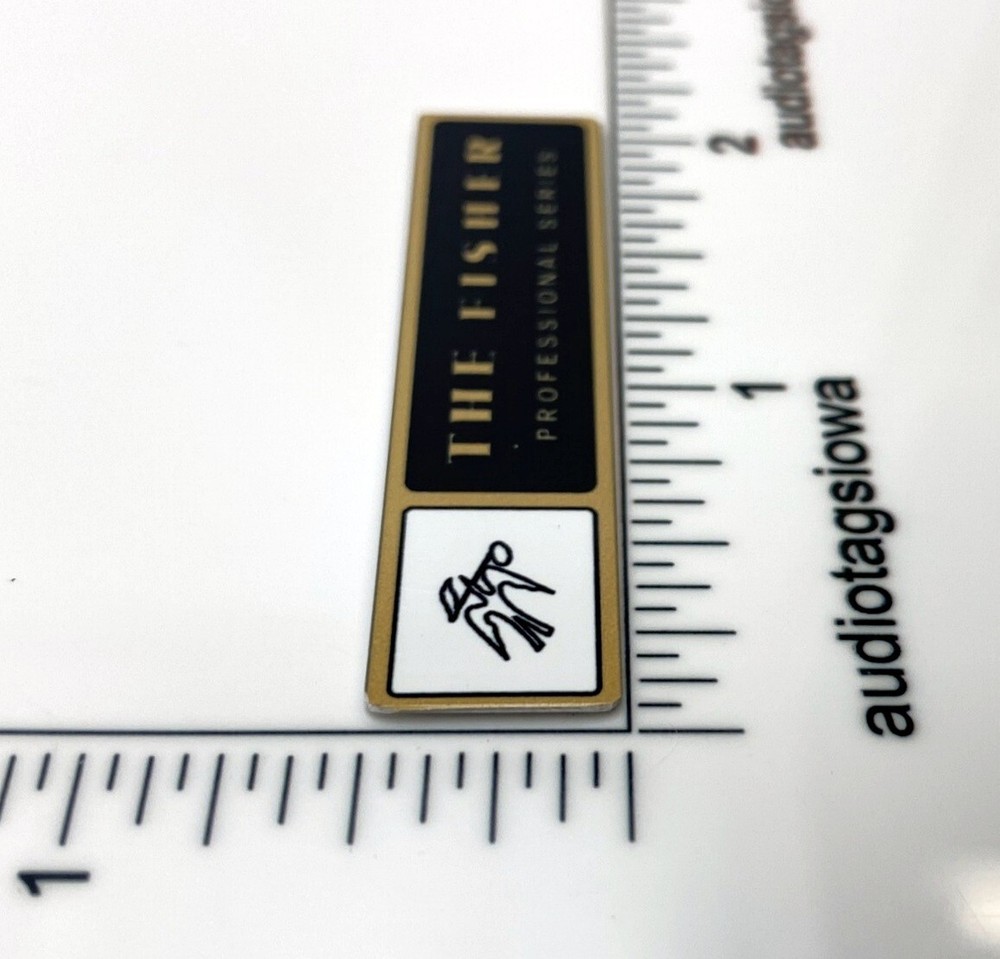 THE FISHER
PROFESSIONAL SERIES
2
1
1
audiotagsiowa
audiotagsiowa